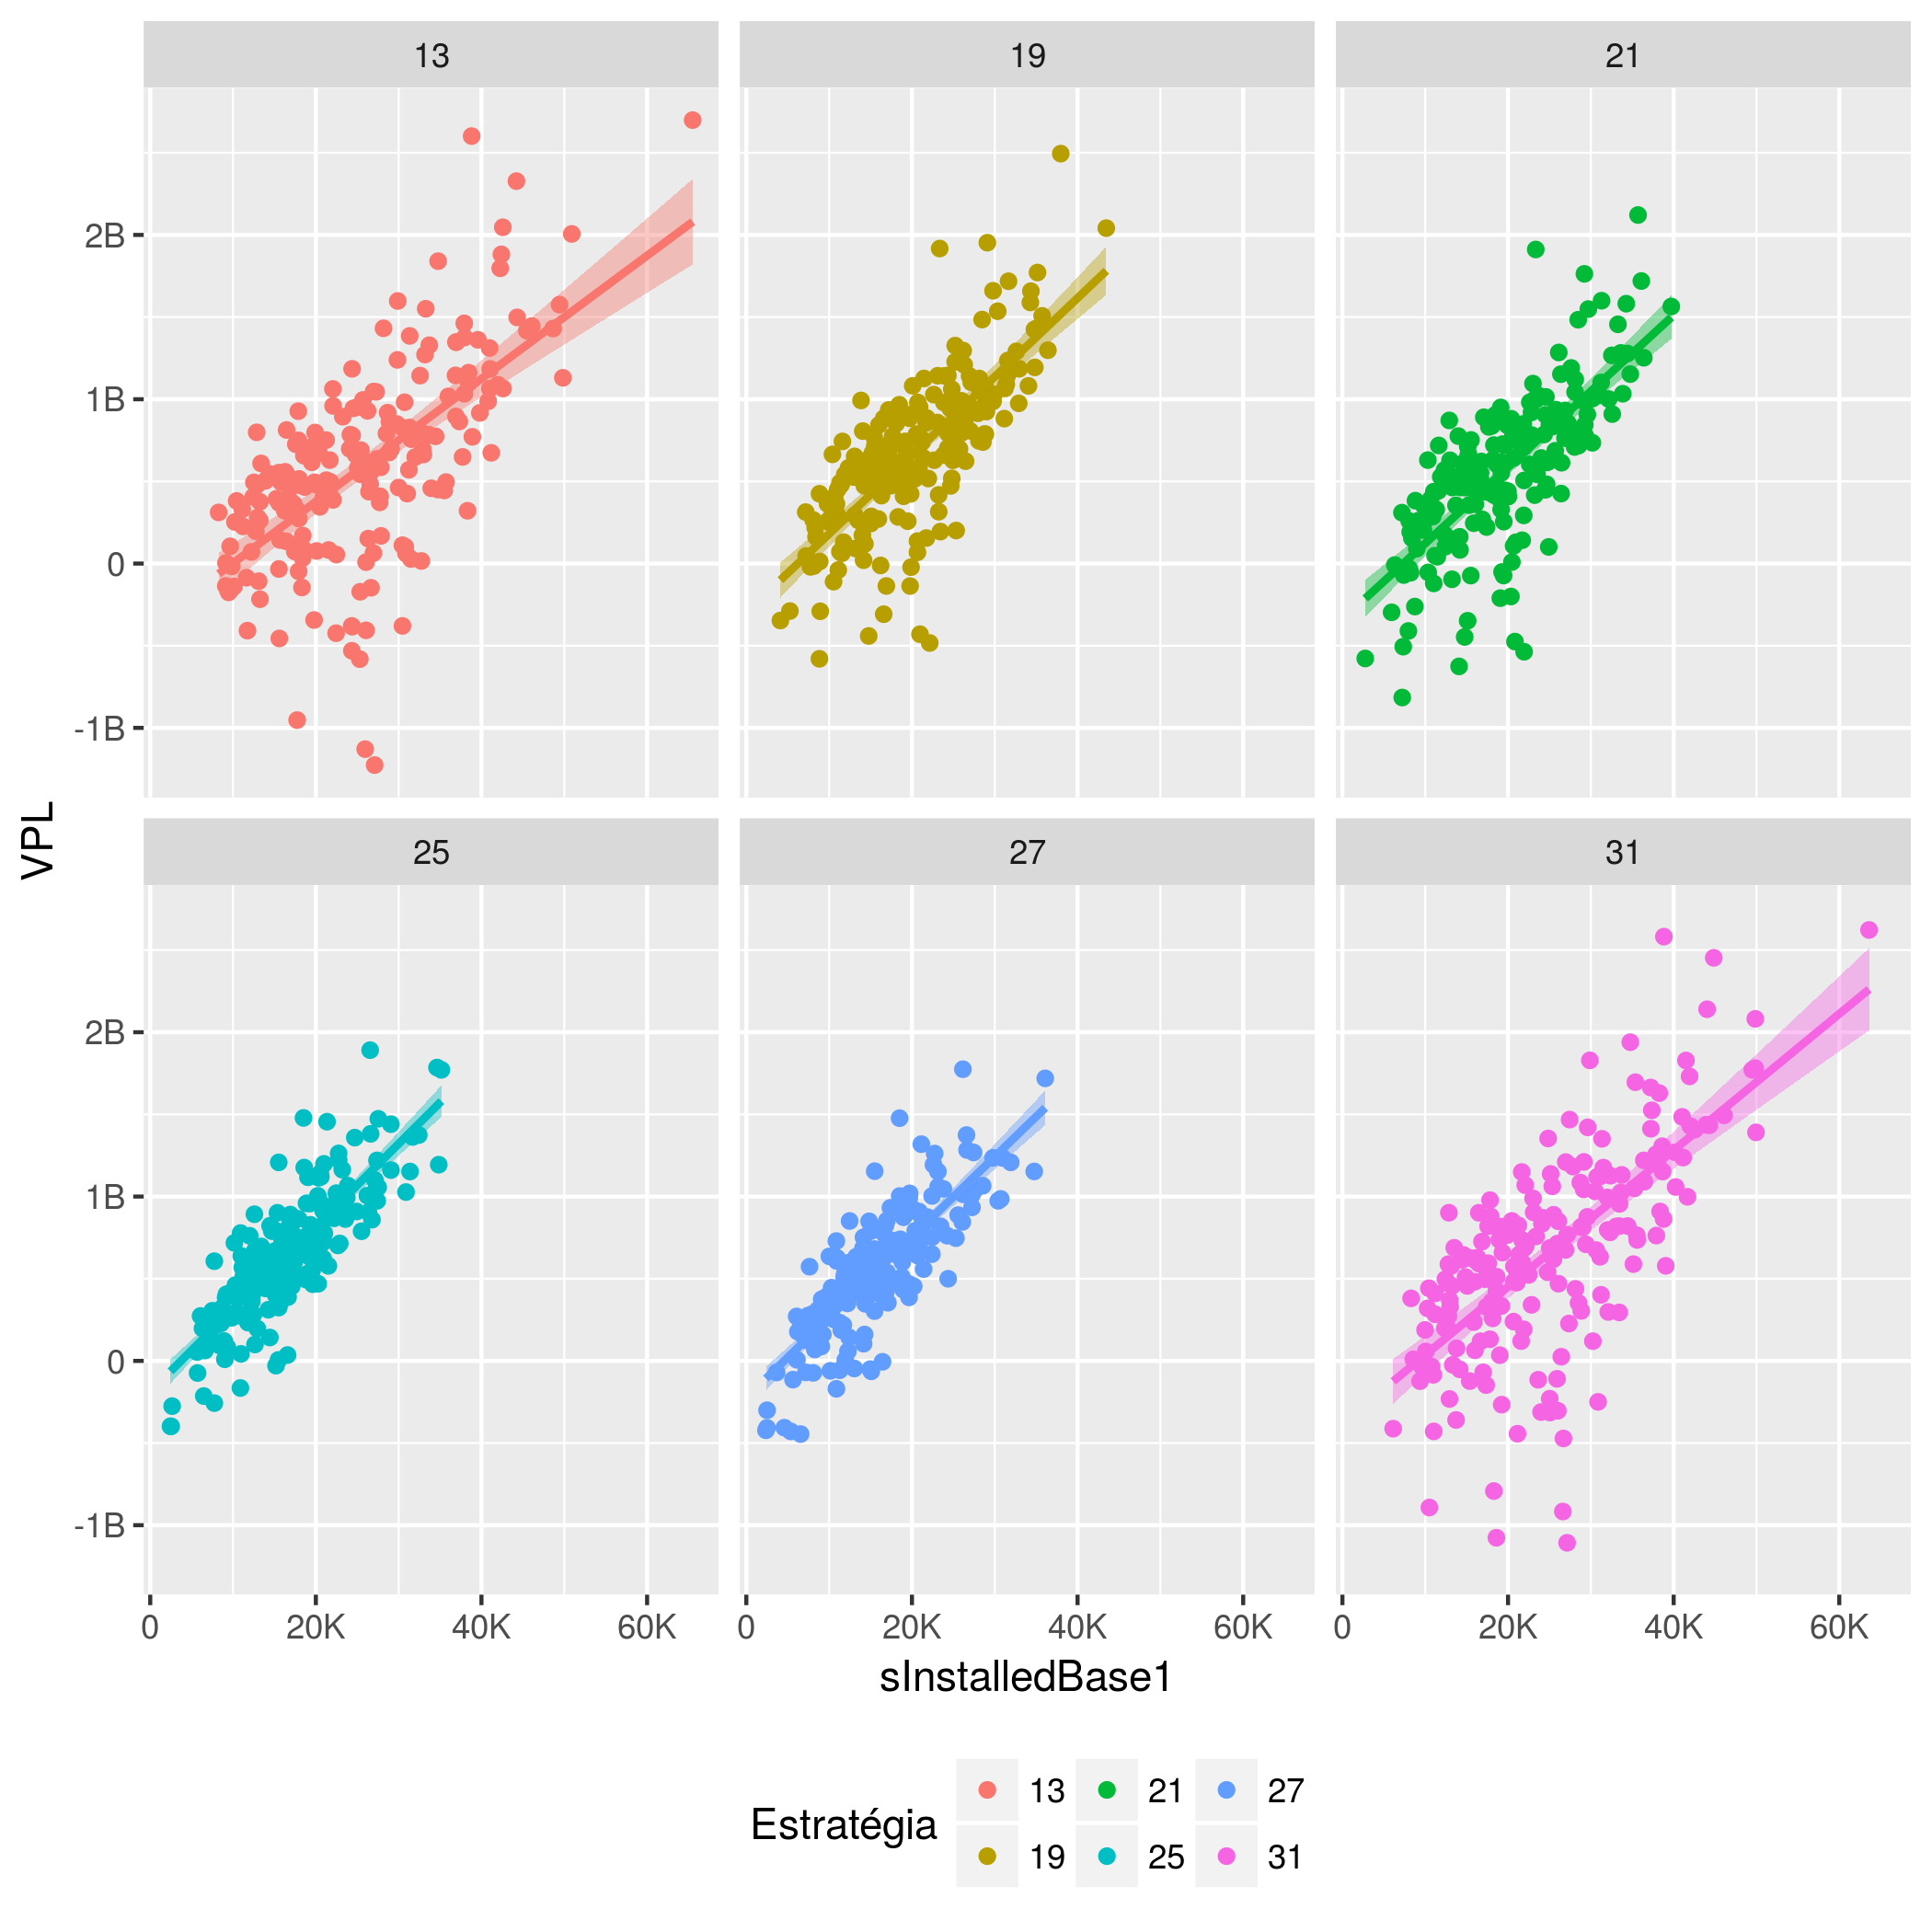 13 19 21
2B
1B
0
-1B
VPL
25 27 31
2B
1B
0
-1B
0 20K 40K 60K 0 20K 40K 60K 0 20K 40K 60K
sInstalledBase1
Estratégia
13 21 27
19 25 31